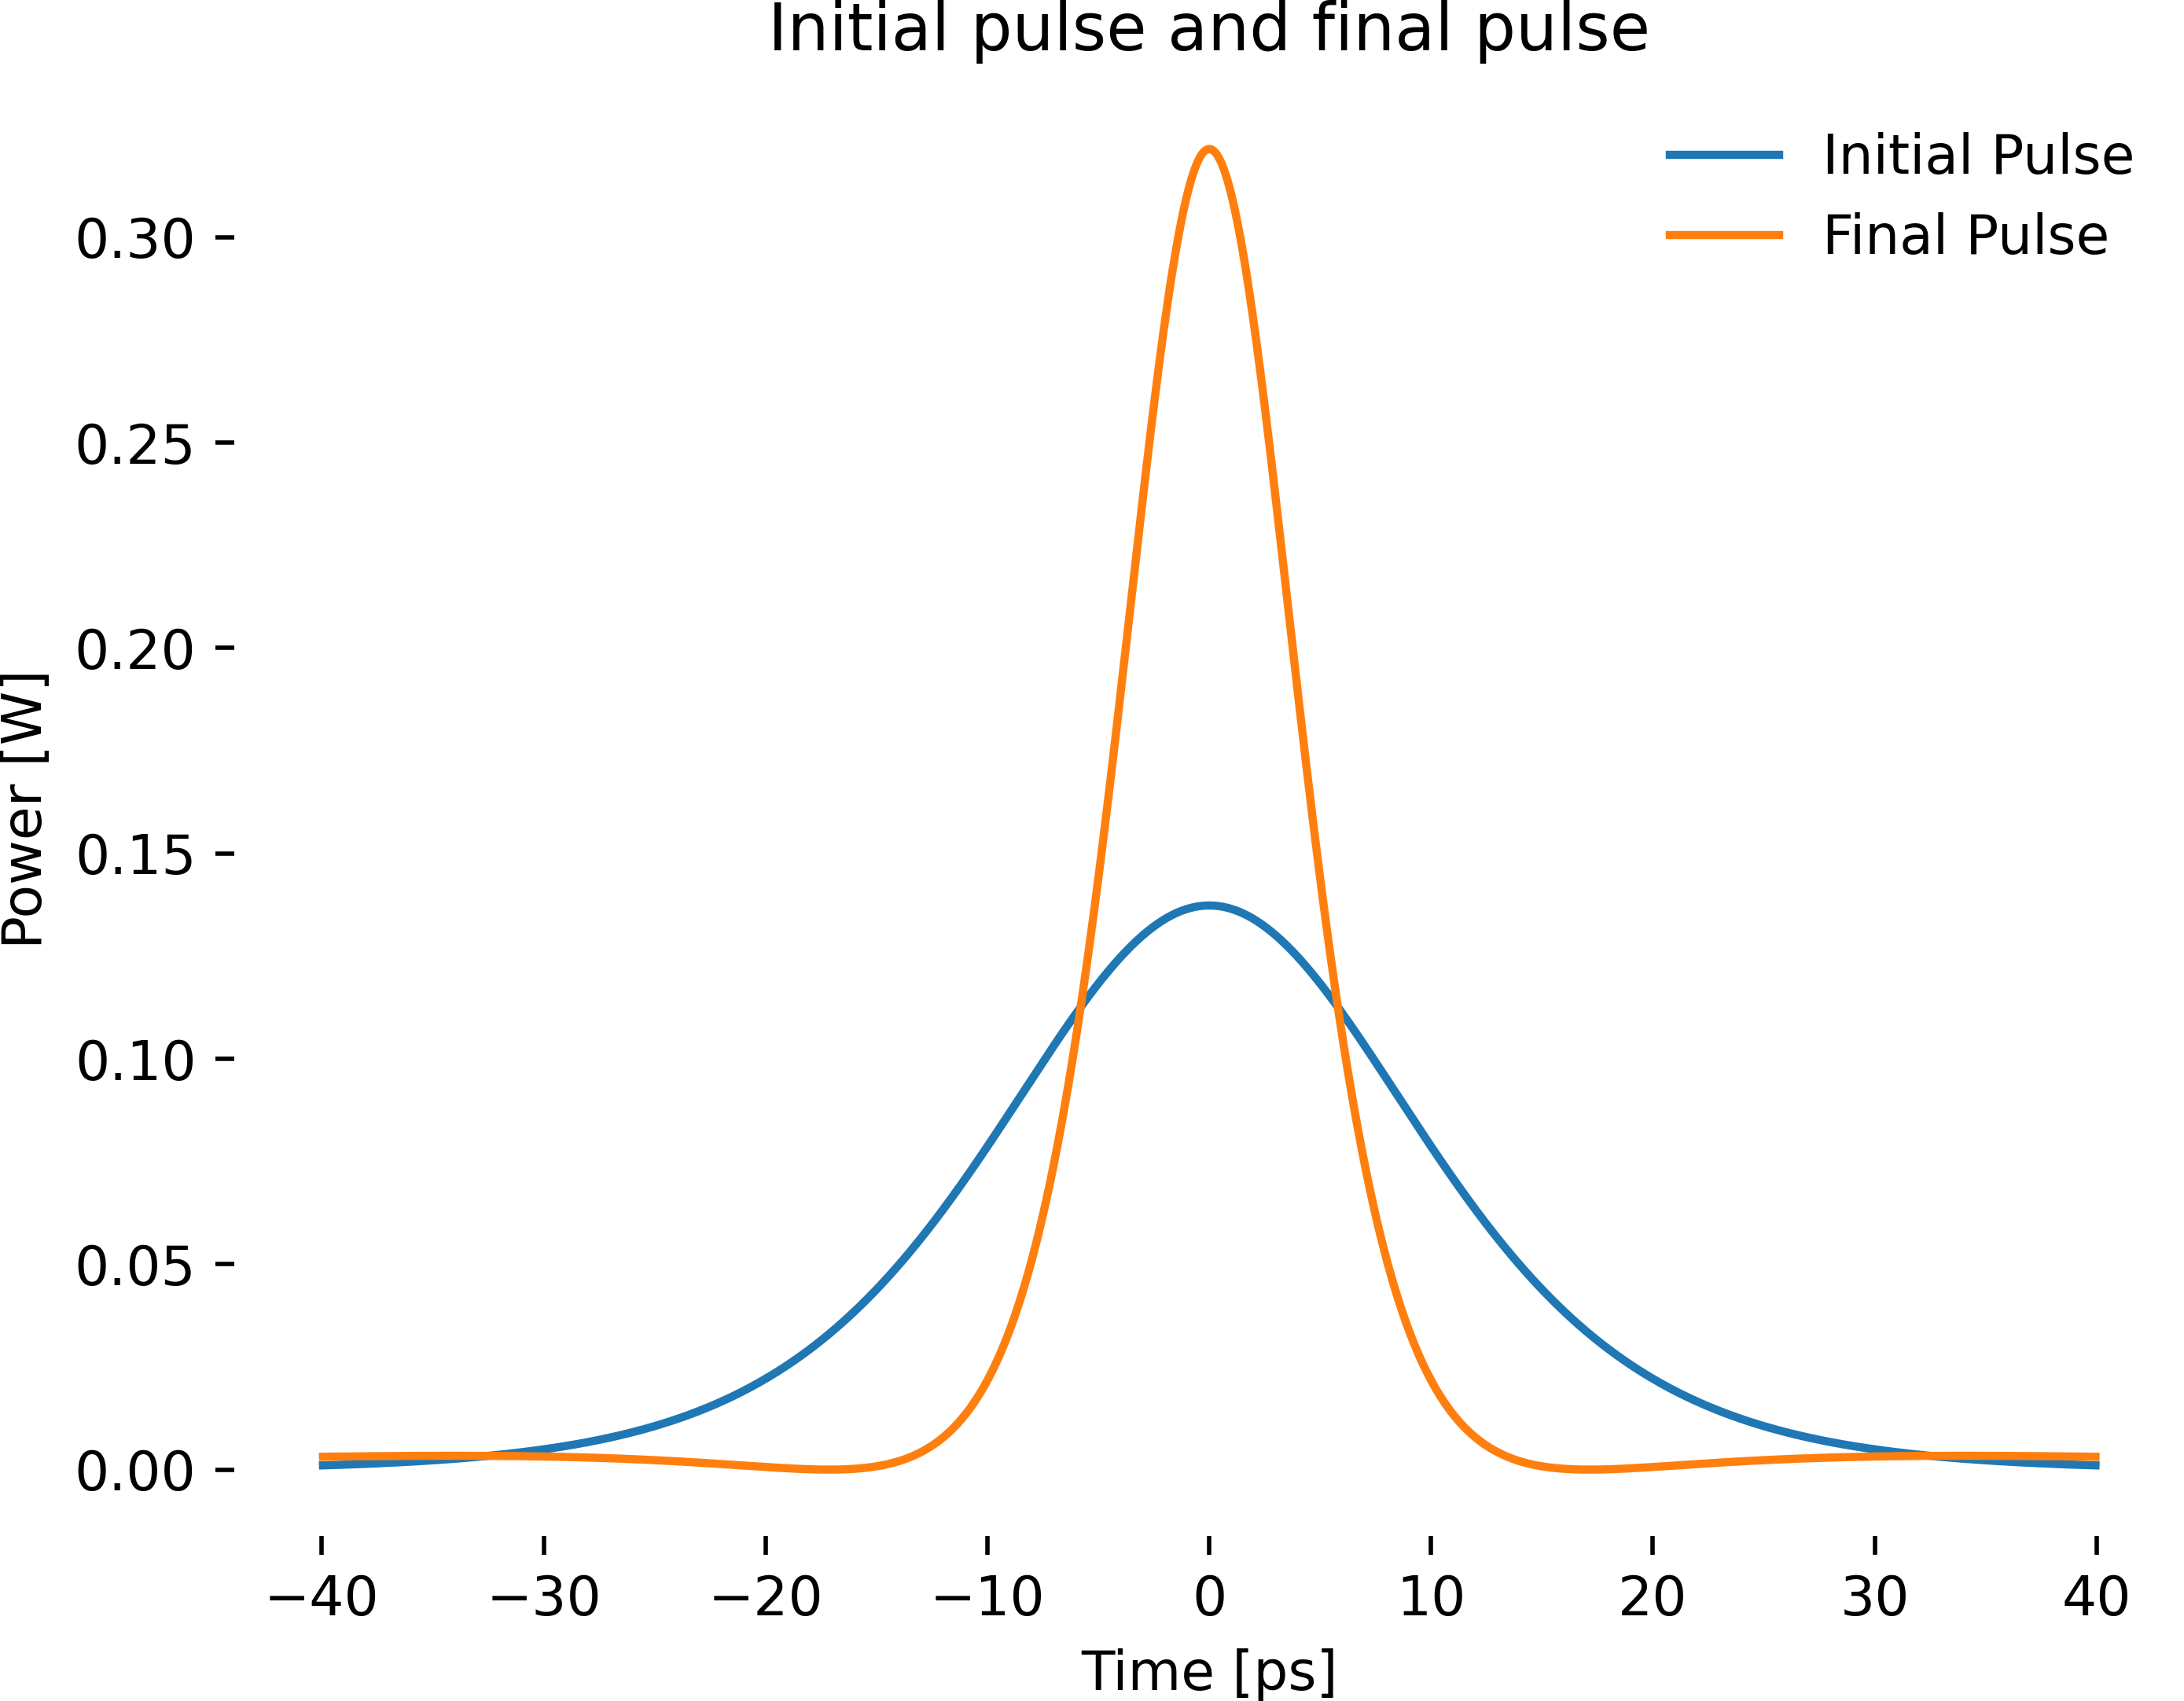 Initial pulse and final pulse
Initial Pulse
Final Pulse
0.30
0.25
0.20
0.15
0.10
0.05
0.00
Power [W]
−40 −30 −20 −10 0 10 20 30 40
Time [ps]